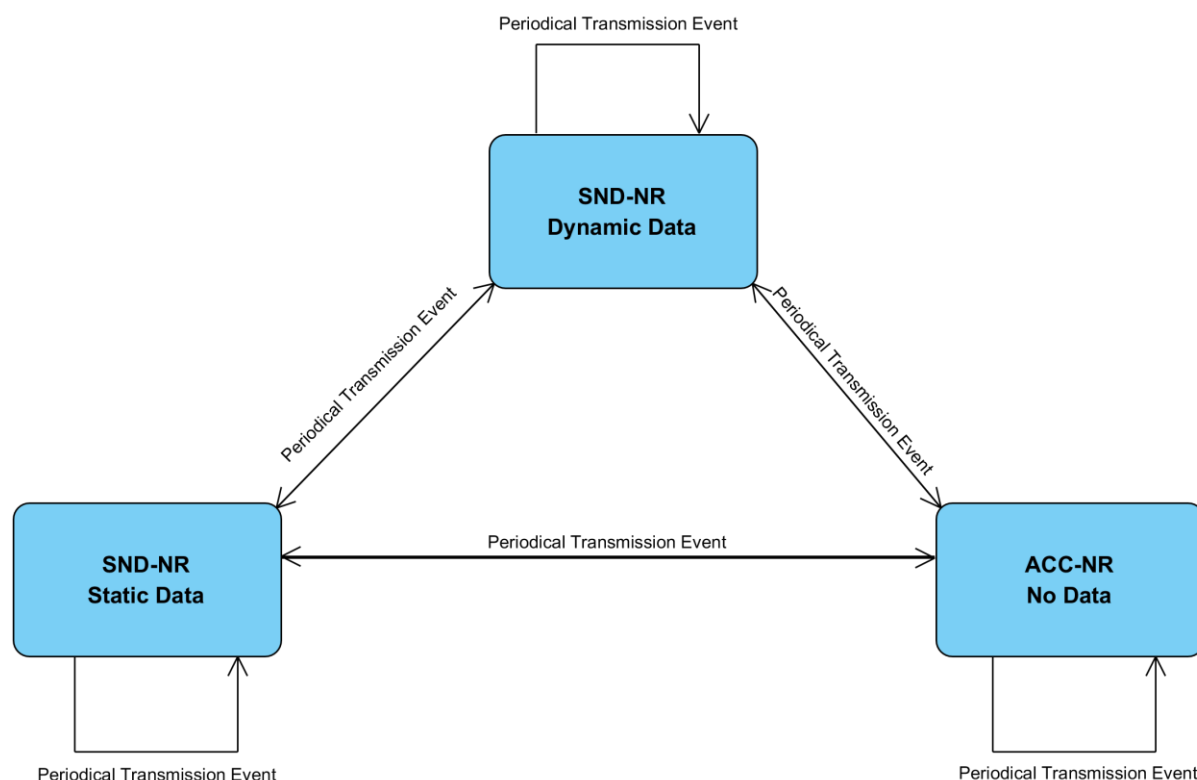 Periodical Transmission Event
SND-NR
Dynamic Data
Periodical Transmission Event
Periodical Transmission Event
SND-NR
Static Data
Periodical Transmission Event
ACC-NR
No Data
Periodical Transmission Event
Periodical Transmission Event